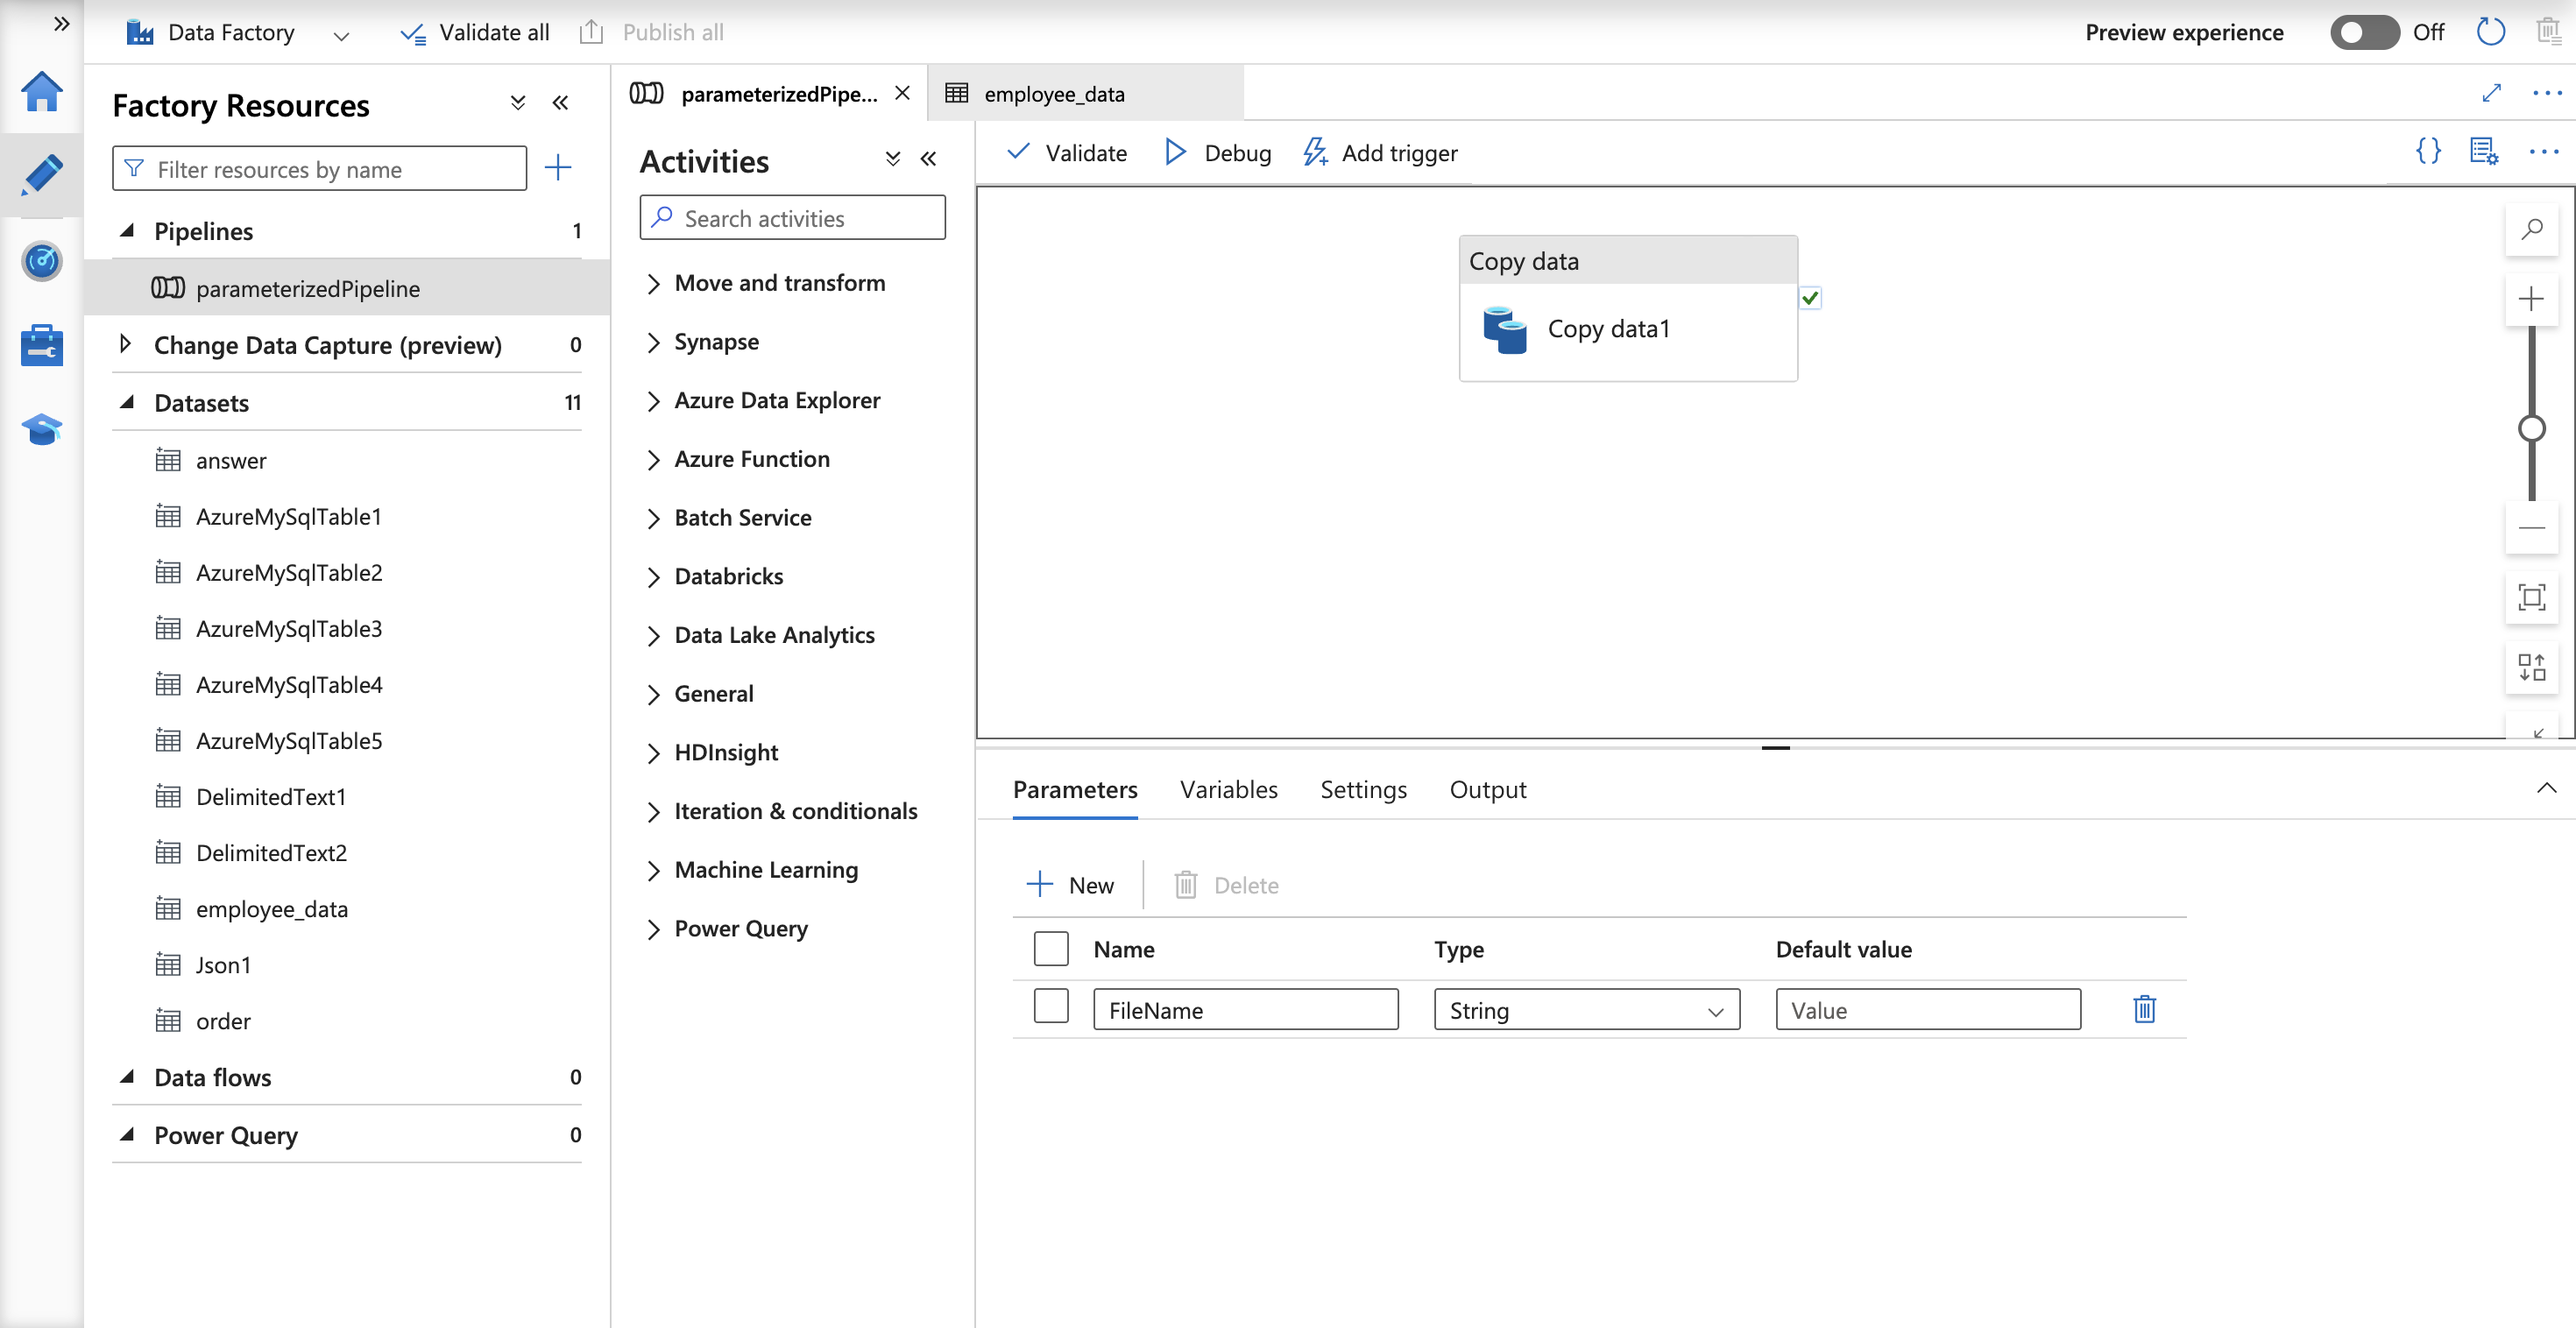 Data Factory
Validate all
Publish all
Preview experience
Off
Factory Resources
Filter resources by name
Pipelines 1
parameterizedPipeline
Change Data Capture (preview) 0
Datasets 11
answer
AzureMySqlTable1
AzureMySqlTable2
AzureMySqlTable3
AzureMySqlTable4
AzureMySqlTable5
DelimitedText1
DelimitedText2
employee_data
Json1
order
Data flows 0
Power Query 0
parameterizedPipe...
employee_data
Activities
Search activities
Move and transform
Synapse
Azure Data Explorer
Azure Function
Batch Service
Databricks
Data Lake Analytics
General
HDInsight
Iteration & conditionals
Machine Learning
Power Query
Validate
Debug
Add trigger
Copy data
Copy data1
Parameters Variables Settings Output
New
Delete
Name Type Default value
FileName String Value